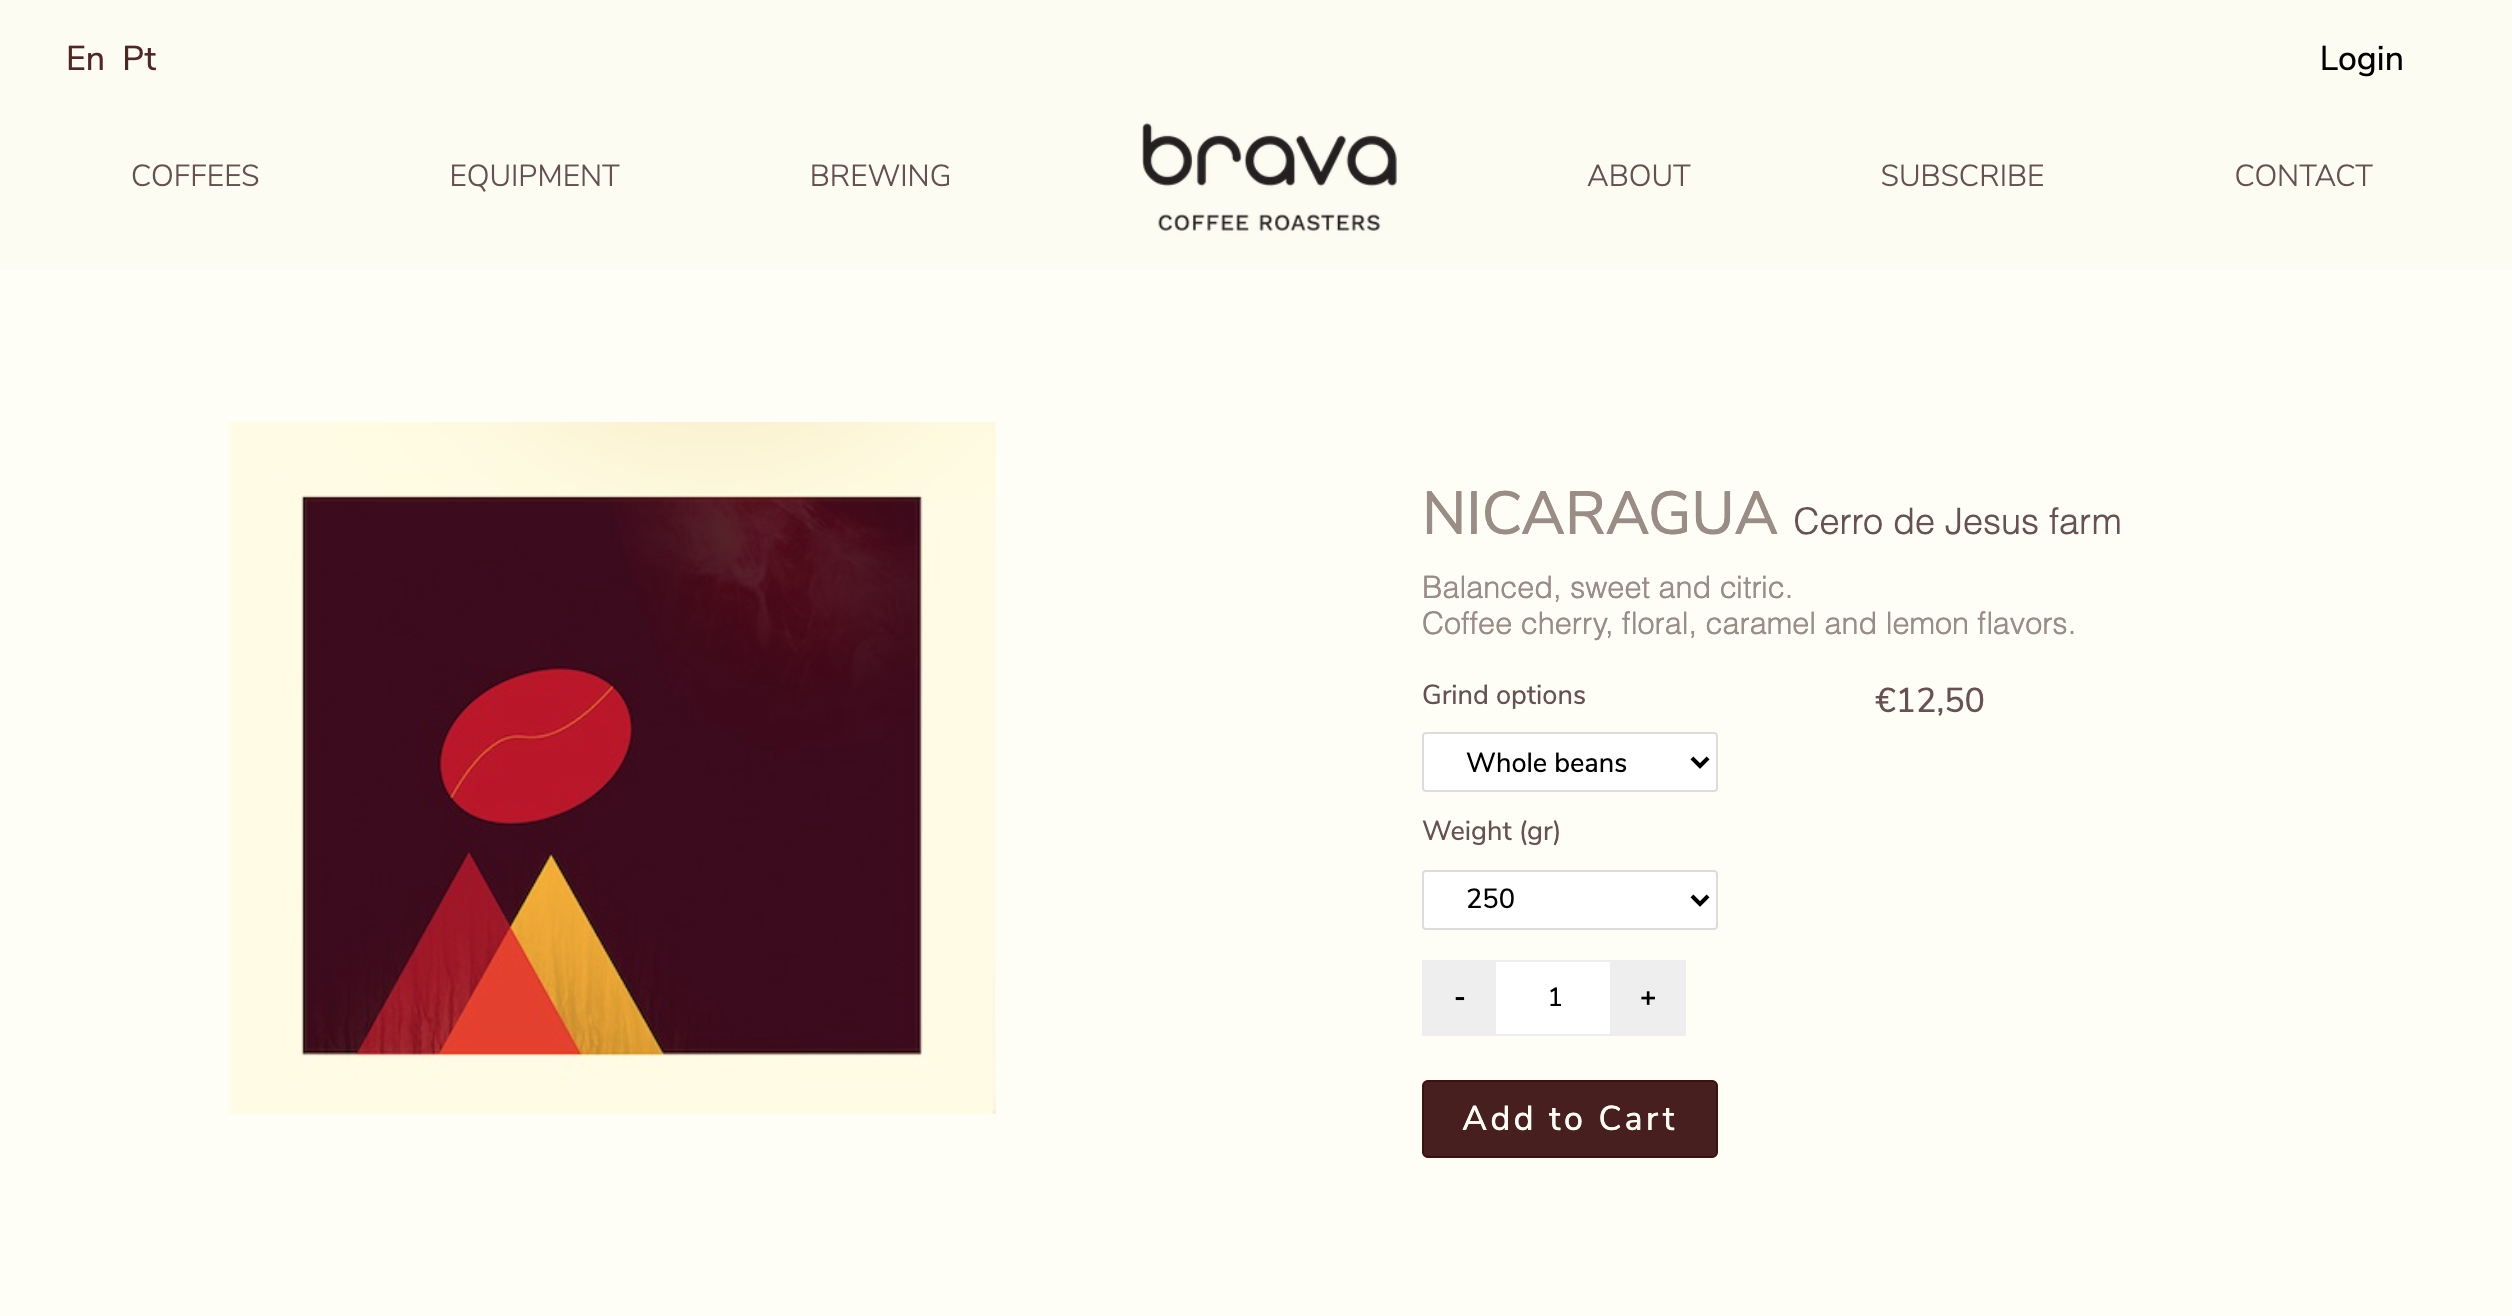 En Pt
Login
COFFEES
EQUIPMENT
BREWING
brava
COFFEE ROASTERS
ABOUT
SUBSCRIBE
CONTACT
NICARAGUA Cerro de Jesus farm
Balanced, sweet and citric.
Coffee cherry, floral, caramel and lemon flavors.
Grind options
€12,50
Whole beans
Weight (gr)
250
- 1 +
Add to Cart